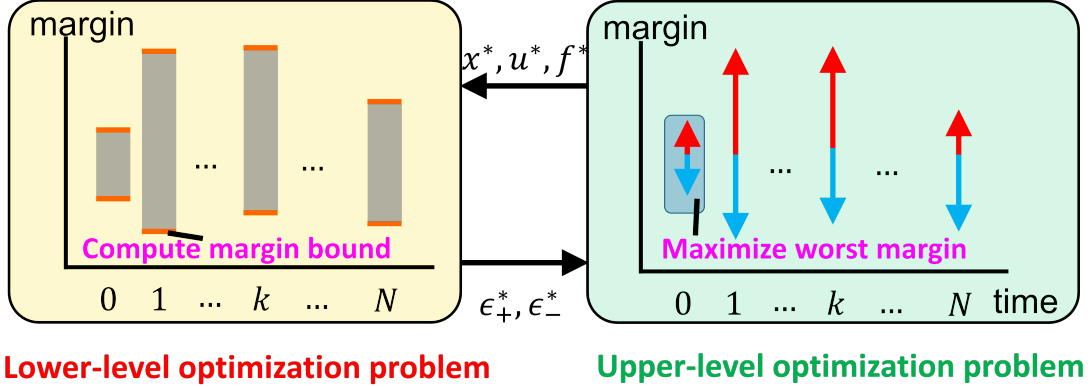 margin
x*, u*, f*
margin
... ...
... ...
Compute margin bound
Maximize worst margin
0 1 ... k ... N
ϵ₊*, ϵ₋*
0 1 ... k ... N time
Lower-level optimization problem
Upper-level optimization problem